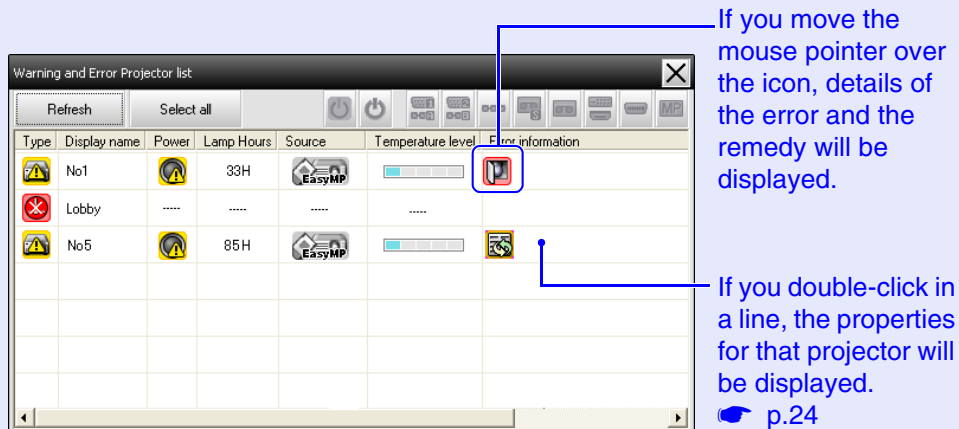 If you move the
mouse pointer over
the icon, details of
the error and the
remedy will be
displayed.
Warning and Error Projector list
Refresh Select all MP
Type Display name Power Lamp Hours Source Temperature level Error information
No1 33H EasyMP
Lobby ----- ----- ----- -----
No5 85H EasyMP
If you double-click in
a line, the properties
for that projector will
be displayed.
☛ p.24